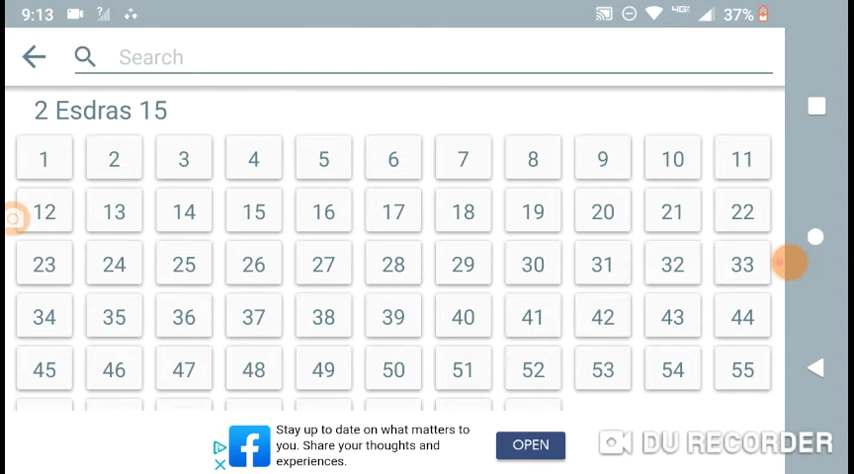 9:13 ? 4GE 37%
Search
2 Esdras 15
1 2 3 4 5 6 7 8 9 10 11
12 13 14 15 16 17 18 19 20 21 22
23 24 25 26 27 28 29 30 31 32 33
34 35 36 37 38 39 40 41 42 43 44
45 46 47 48 49 50 51 52 53 54 55
Stay up to date on what matters to
you. Share your thoughts and
experiences.
OPEN
DU RECORDER